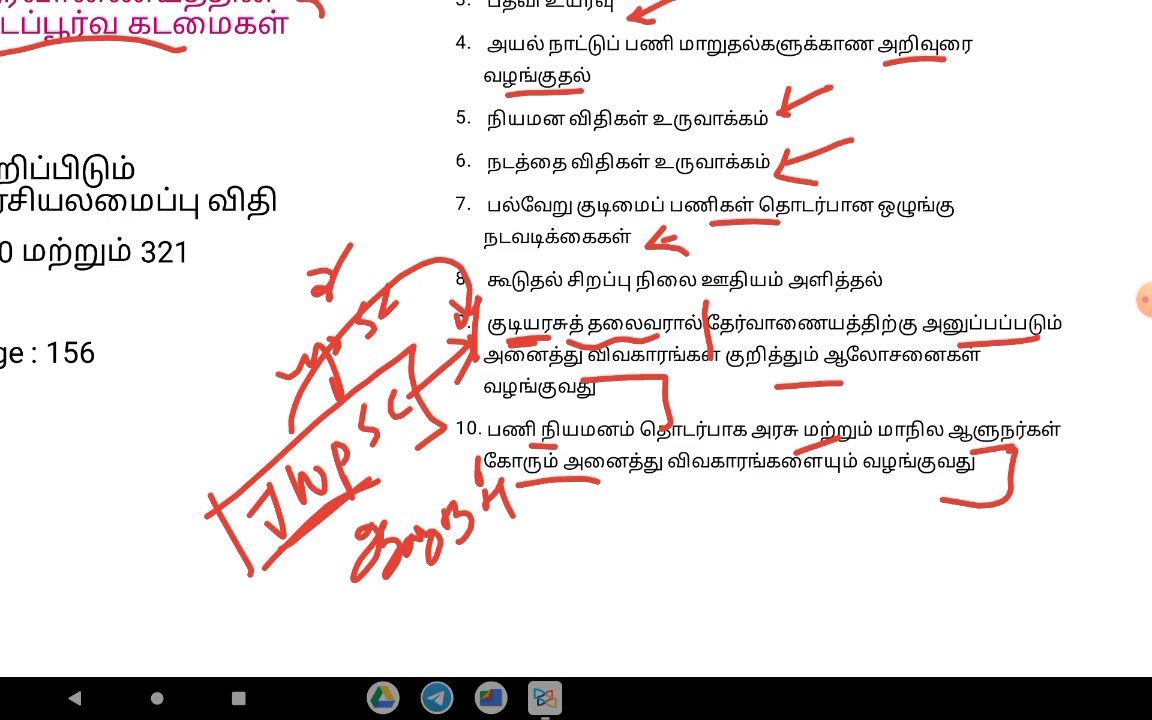 டப்பூர்வ கடமைகள்
றிப்பிடும்
ரசியலமைப்பு விதி
0 மற்றும் 321
age : 156
3. பதவி உயர்வு
4. அயல் நாட்டுப் பணி மாறுதல்களுக்காண அறிவுரை
வழங்குதல்
5. நியமன விதிகள் உருவாக்கம்
6. நடத்தை விதிகள் உருவாக்கம்
7. பல்வேறு குடிமைப் பணிகள் தொடர்பான ஒழுங்கு
நடவடிக்கைகள்
8. கூடுதல் சிறப்பு நிலை ஊதியம் அளித்தல்
குடியரசுத் தலைவரால் தேர்வாணையத்திற்கு அனுப்பப்படும்
அனைத்து விவகாரங்கள் குறித்தும் ஆலோசனைகள்
வழங்குவது
10. பணி நியமனம் தொடர்பாக அரசு மற்றும் மாநில ஆளுநர்கள்
கோரும் அனைத்து விவகாரங்களையும் வழங்குவது